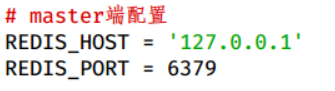 # master端配置
REDIS_HOST = '127.0.0.1'
REDIS_PORT = 6379